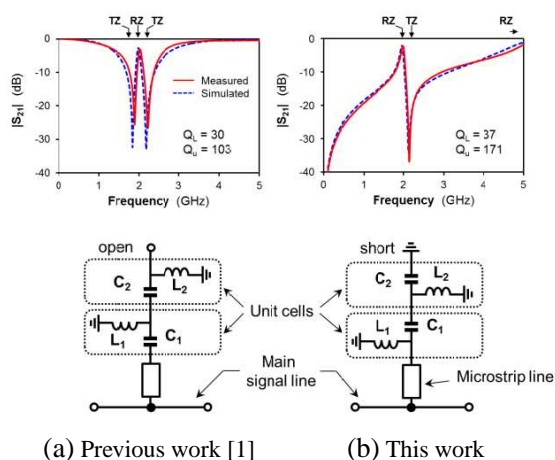 TZ RZ TZ
0
-10
-20
-30
-40
|S21| (dB)
Measured
Simulated
QL = 30
Qu = 103
0 1 2 3 4 5
Frequency (GHz)
RZ TZ RZ
0
-10
-20
-30
-40
|S21| (dB)
QL = 37
Qu = 171
0 1 2 3 4 5
Frequency (GHz)
open
C2
L2
L1
C1
Unit cells
Main signal line
short
C2
L2
L1
C1
Microstrip line
(a) Previous work [1]
(b) This work